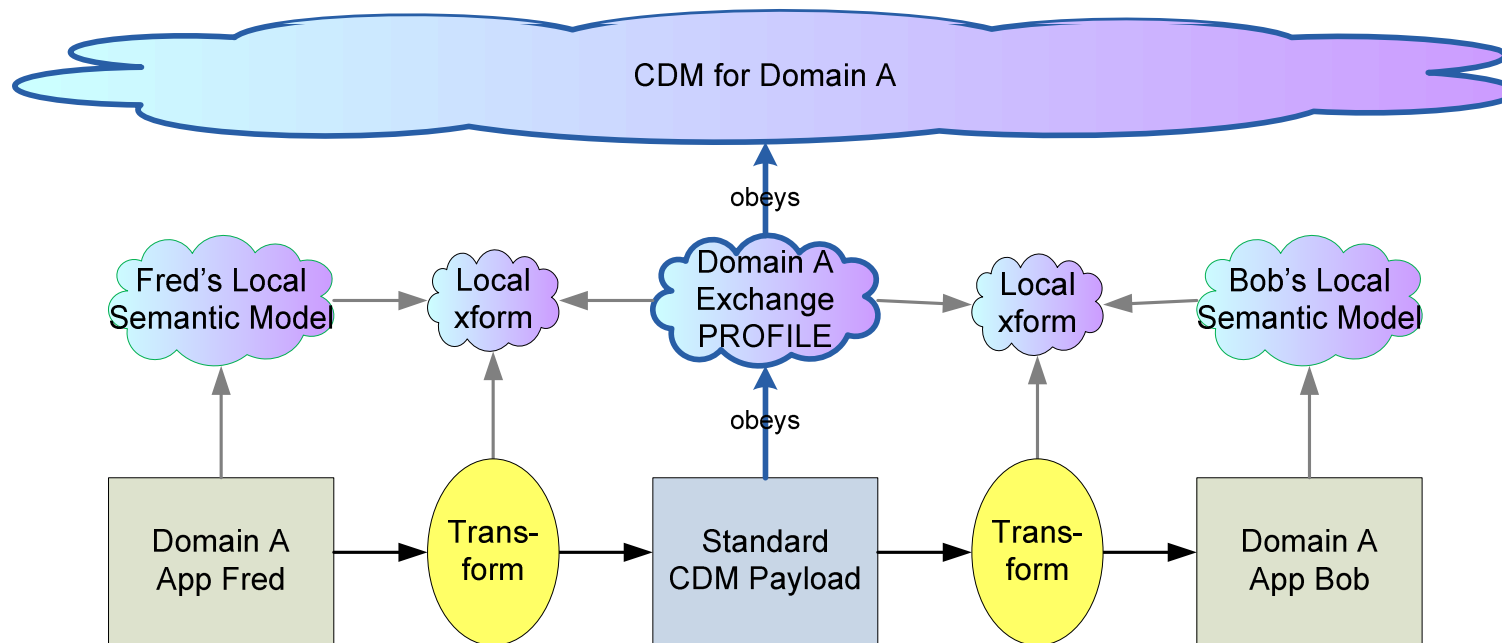 CDM for Domain A
obeys
Fred’s Local
Semantic Model
Local
xform
Domain A
Exchange
PROFILE
Local
xform
Bob’s Local
Semantic Model
obeys
Domain A
App Fred
Trans-
form
Standard
CDM Payload
Trans-
form
Domain A
App Bob